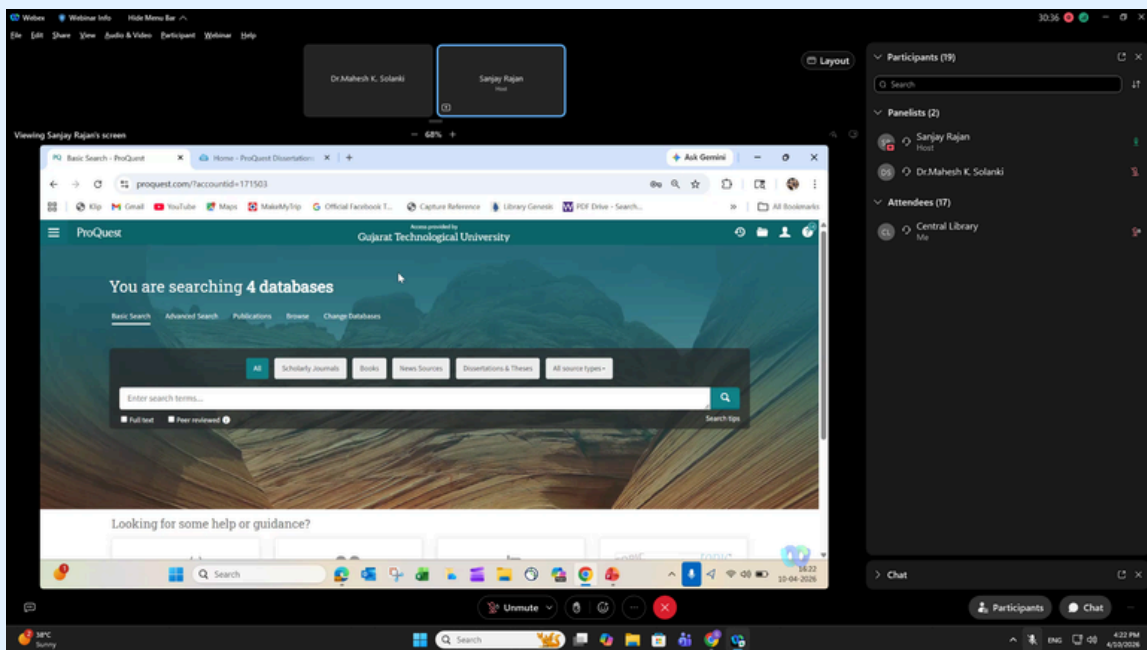 Webex Webinar Info Hide Menu Bar
30:36
File Edit Share View Audio & Video Participant Webinar Help
Dr.Mahesh K. Solanki
Sanjay Rajan
Host
Layout
Participants (19)
Search
Panelists (2)
Sanjay Rajan
Host
DS Dr.Mahesh K. Solanki
Attendees (17)
CL Central Library
Me
Viewing Sanjay Rajan's screen
68%
Basic Search - ProQuest
Home - ProQuest Dissertations
Ask Gemini
proquest.com/?accountid=171503
Klip Gmail YouTube Maps MakeMyTrip Official Facebook T... Capture Reference Library Genesis PDF Drive - Search... All Bookmarks
ProQuest
Access provided by
Gujarat Technological University
You are searching 4 databases
Basic Search Advanced Search Publications Browse Change Databases
All Scholarly Journals Books News Sources Dissertations & Theses All source types
Enter search terms...
Full text Peer reviewed
Search tips
Looking for some help or guidance?
Search
16:22
10-04-2026
Chat
Unmute
Participants Chat
38°C
Sunny
Search
ENG
4:22 PM
4/10/2026